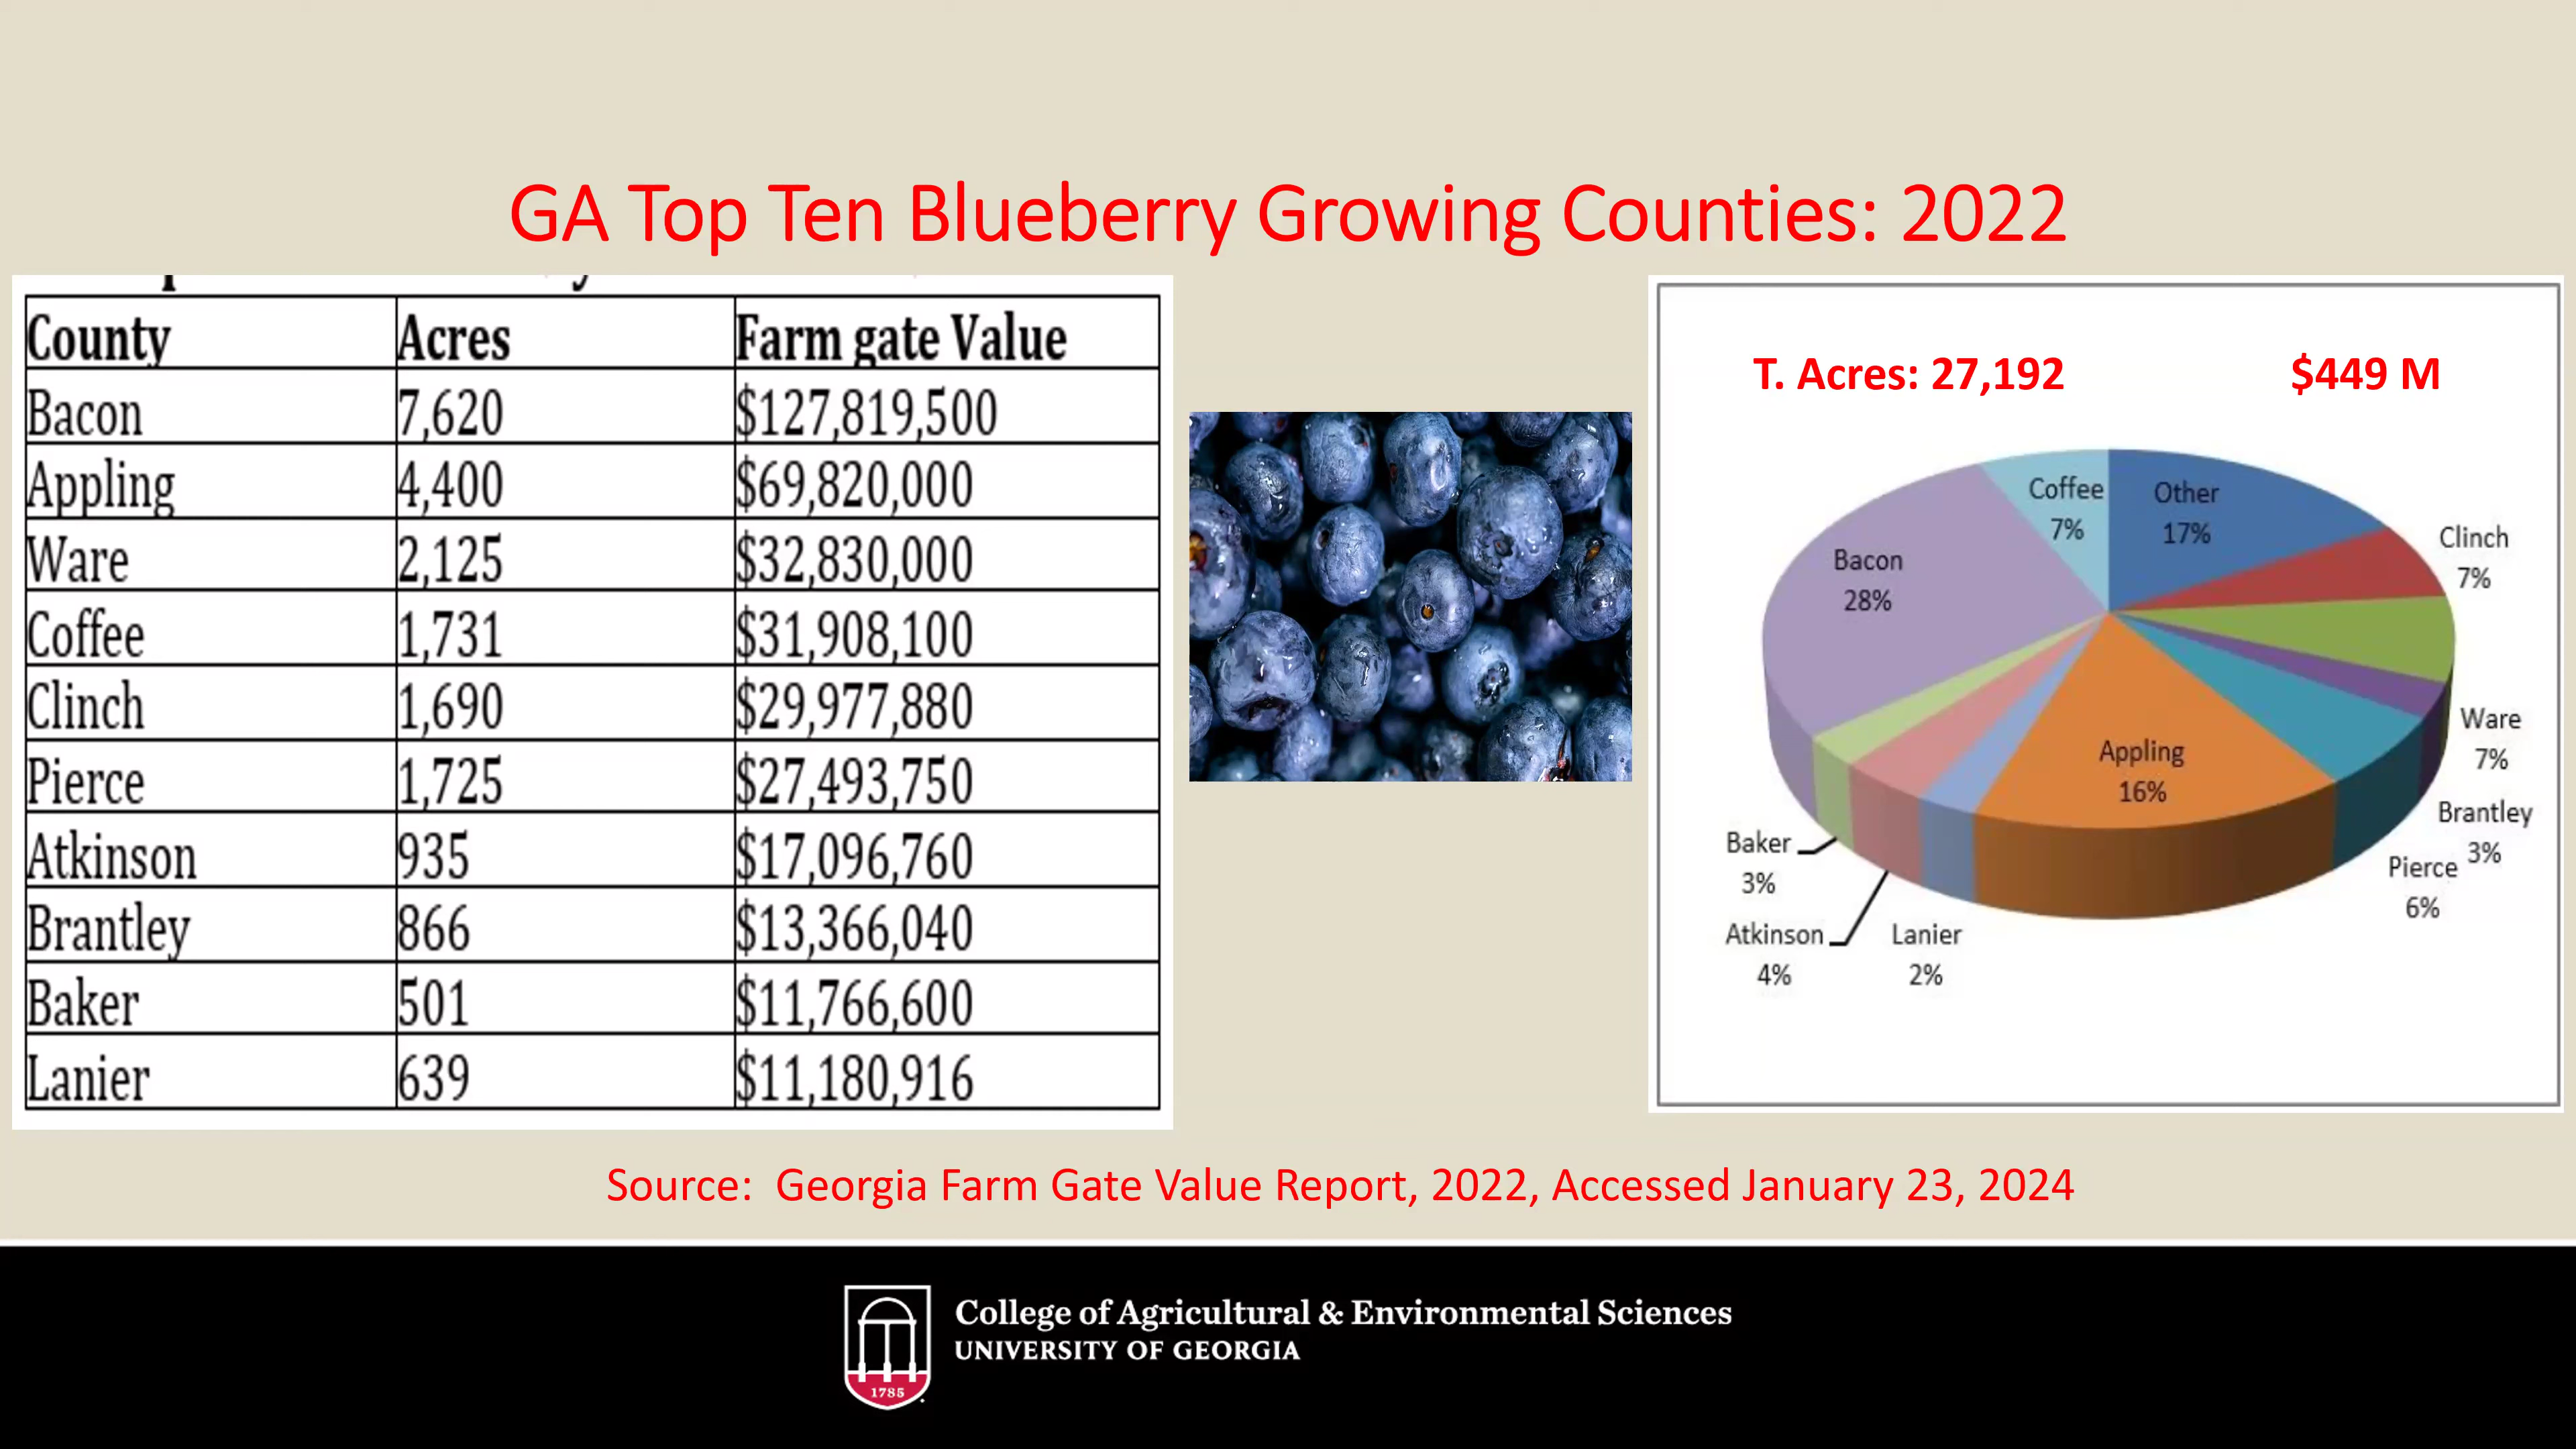 GA Top Ten Blueberry Growing Counties: 2022
County Acres Farm gate Value
Bacon 7,620 $127,819,500
Appling 4,400 $69,820,000
Ware 2,125 $32,830,000
Coffee 1,731 $31,908,100
Clinch 1,690 $29,977,880
Pierce 1,725 $27,493,750
Atkinson 935 $17,096,760
Brantley 866 $13,366,040
Baker 501 $11,766,600
Lanier 639 $11,180,916
T. Acres: 27,192 $449 M
Coffee
7%
Other
17%
Clinch
7%
Bacon
28%
Ware
7%
Appling
16%
Brantley
3%
Pierce
6%
Baker
3%
Atkinson
4%
Lanier
2%
Source: Georgia Farm Gate Value Report, 2022, Accessed January 23, 2024
College of Agricultural & Environmental Sciences
UNIVERSITY OF GEORGIA
1785